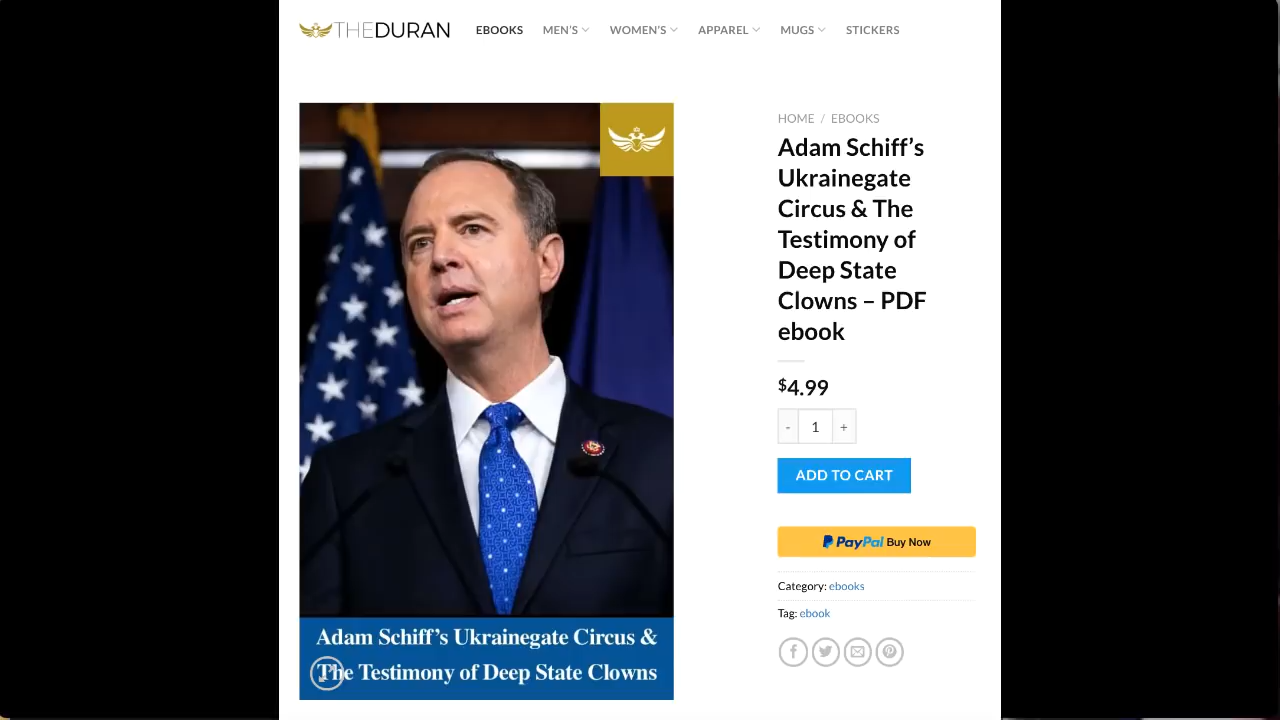 THEDURAN
EBOOKS
MEN'S
WOMEN'S
APPAREL
MUGS
STICKERS
HOME / EBOOKS
Adam Schiff’s
Ukrainegate
Circus & The
Testimony of
Deep State
Clowns – PDF
ebook
$4.99
- 1 +
ADD TO CART
PayPal Buy Now
Category: ebooks
Tag: ebook
Adam Schiff’s Ukrainegate Circus &
The Testimony of Deep State Clowns